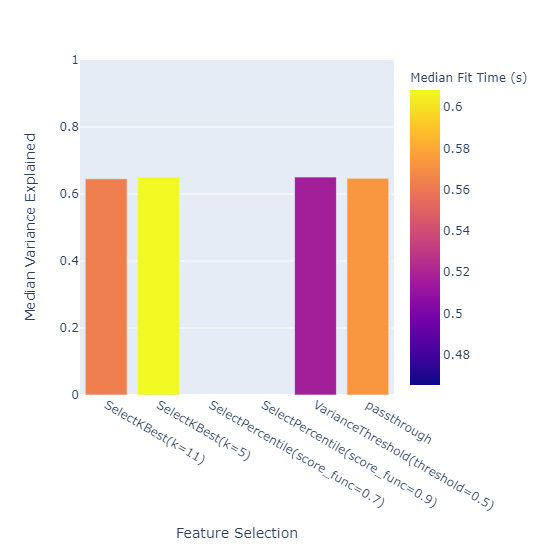 Median Fit Time (s)
1
0.8
0.6
0.4
0.2
0
Median Variance Explained
0.6
0.58
0.56
0.54
0.52
0.5
0.48
SelectKBest(k=11)
SelectKBest(k=5)
SelectPercentile(score_func=0.7)
SelectPercentile(score_func=0.9)
VarianceThreshold(threshold=0.5)
passthrough
Feature Selection